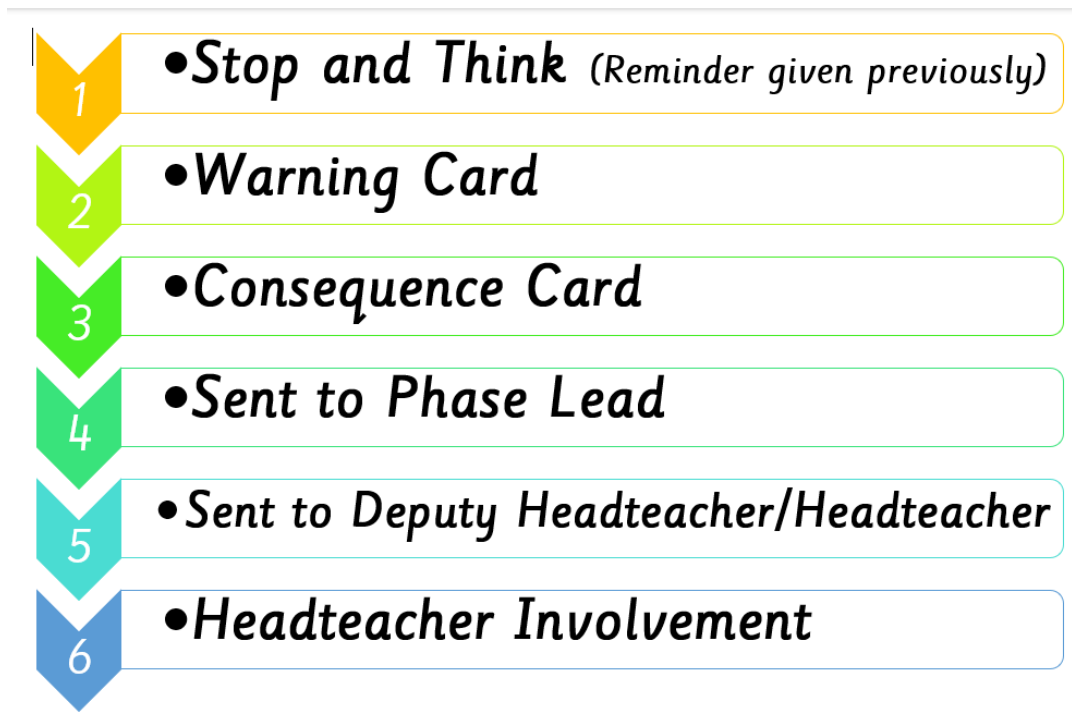 1 •Stop and Think (Reminder given previously)
2 •Warning Card
3 •Consequence Card
4 •Sent to Phase Lead
5 •Sent to Deputy Headteacher/Headteacher
6 •Headteacher Involvement